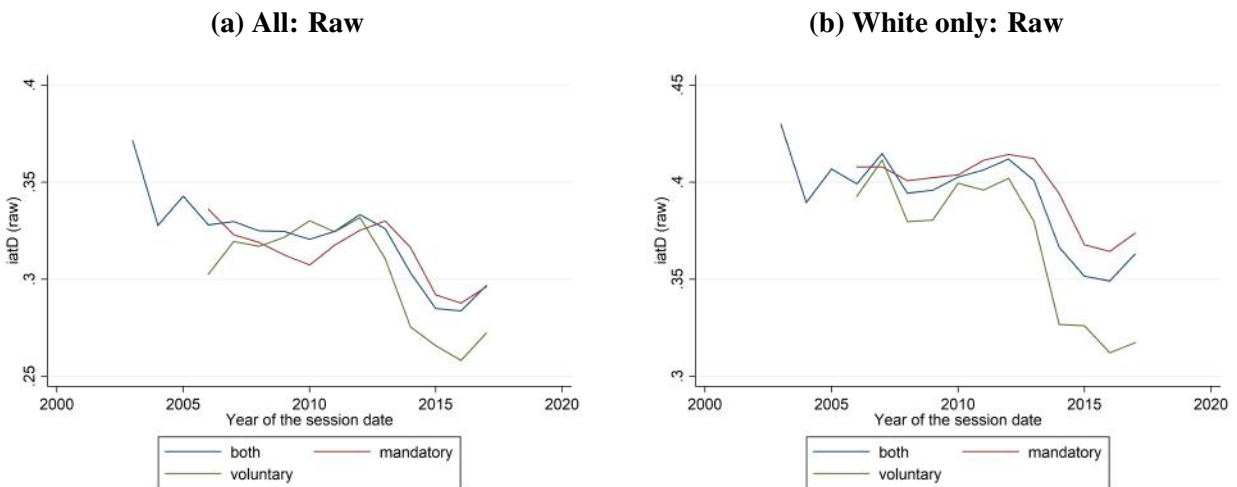 (a) All: Raw
.4
.35
.3
.25
iatD (raw)
2000 2005 2010 2015 2020
Year of the session date
both mandatory
voluntary
(b) White only: Raw
.45
.4
.35
.3
iatD (raw)
2000 2005 2010 2015 2020
Year of the session date
both mandatory
voluntary